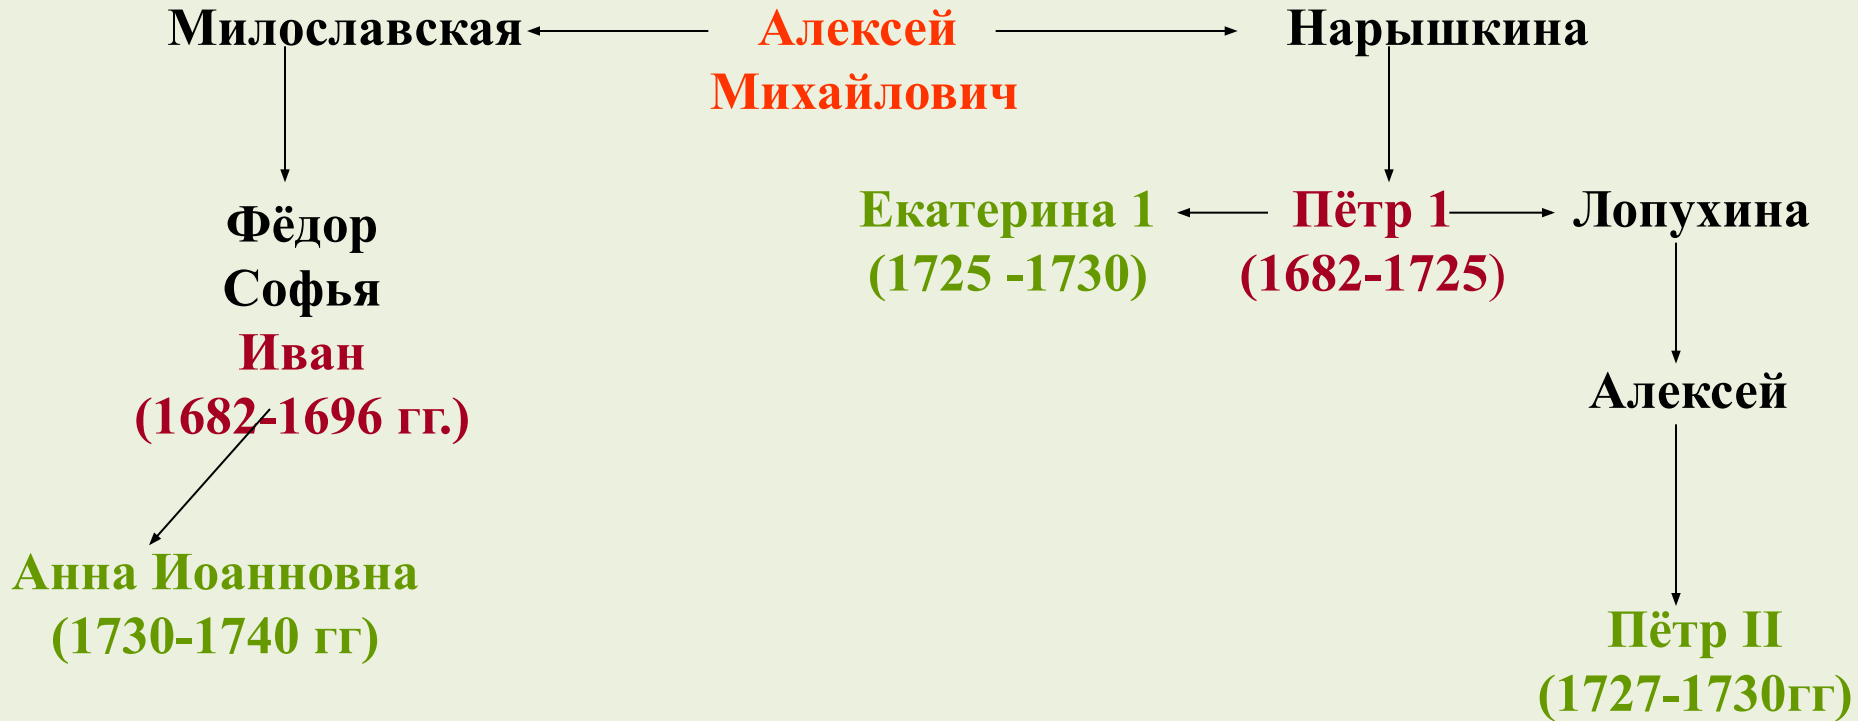 Милославская
Алексей
Михайлович
Нарышкина
Екатерина 1
(1725 -1730)
Пётр 1
(1682-1725)
Лопухина
Фёдор
Софья
Иван
(1682-1696 гг.)
Алексей
Анна Иоанновна
(1730-1740 гг)
Пётр II
(1727-1730гг)